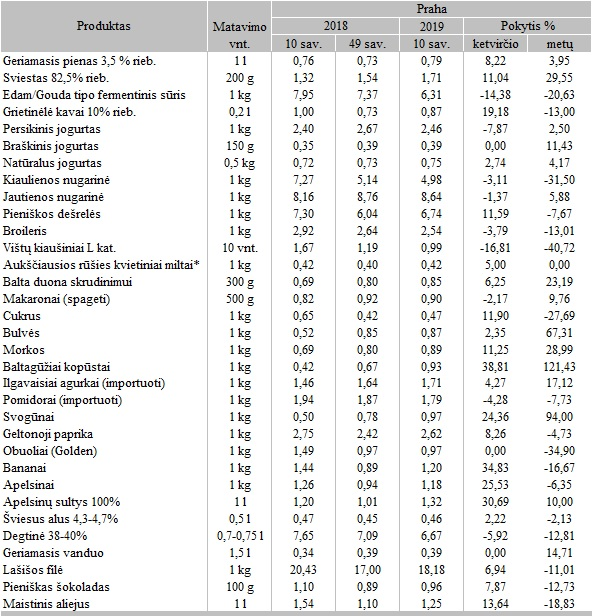 Produktas Matavimo vnt. Praha
2018 2019 Pokytis %
10 sav. 49 sav. 10 sav. ketvirčio metų
Geriamasis pienas 3,5 % rieb. 1 l 0,76 0,73 0,79 8,22 3,95
Sviestas 82,5% rieb. 200 g 1,32 1,54 1,71 11,04 29,55
Edam/Gouda tipo fermentinis sūris 1 kg 7,95 7,37 6,31 -14,38 -20,63
Grietinėlė kavai 10% rieb. 0,2 l 1,00 0,73 0,87 19,18 -13,00
Persikinis jogurtas 1 kg 2,40 2,67 2,46 -7,87 2,50
Braškinis jogurtas 150 g 0,35 0,39 0,39 0,00 11,43
Natūralus jogurtas 0,5 kg 0,72 0,73 0,75 2,74 4,17
Kiaulienos nugarinė 1 kg 7,27 5,14 4,98 -3,11 -31,50
Jautienos nugarinė 1 kg 8,16 8,76 8,64 -1,37 5,88
Pieniškos dešrelės 1 kg 7,30 6,04 6,74 11,59 -7,67
Broileris 1 kg 2,92 2,64 2,54 -3,79 -13,01
Vištų kiaušiniai L kat. 10 vnt. 1,67 1,19 0,99 -16,81 -40,72
Aukščiausios rūšies kvietiniai miltai* 1 kg 0,42 0,40 0,42 5,00 0,00
Balta duona skrudinimui 300 g 0,69 0,80 0,85 6,25 23,19
Makaronai (spageti) 500 g 0,82 0,92 0,90 -2,17 9,76
Cukrus 1 kg 0,65 0,42 0,47 11,90 -27,69
Bulvės 1 kg 0,52 0,85 0,87 2,35 67,31
Morkos 1 kg 0,69 0,80 0,89 11,25 28,99
Baltagūžiai kopūstai 1 kg 0,42 0,67 0,93 38,81 121,43
Ilgavaisiai agurkai (importuoti) 1 kg 1,46 1,64 1,71 4,27 17,12
Pomidorai (importuoti) 1 kg 1,94 1,87 1,79 -4,28 -7,73
Svogūnai 1 kg 0,50 0,78 0,97 24,36 94,00
Geltonoji paprika 1 kg 2,75 2,42 2,62 8,26 -4,73
Obuoliai (Golden) 1 kg 1,49 0,97 0,97 0,00 -34,90
Bananai 1 kg 1,44 0,89 1,20 34,83 -16,67
Apelsinai 1 kg 1,26 0,94 1,18 25,53 -6,35
Apelsinų sultys 100% 1 l 1,20 1,01 1,32 30,69 10,00
Šviesus alus 4,3-4,7% 0,5 l 0,47 0,45 0,46 2,22 -2,13
Degtinė 38-40% 0,7-0,75 l 7,65 7,09 6,67 -5,92 -12,81
Geriamasis vanduo 1,5 l 0,34 0,39 0,39 0,00 14,71
Lašišos filė 1 kg 20,43 17,00 18,18 6,94 -11,01
Pieniškas šokoladas 100 g 1,10 0,89 0,96 7,87 -12,73
Maistinis aliejus 1 l 1,54 1,10 1,25 13,64 -18,83